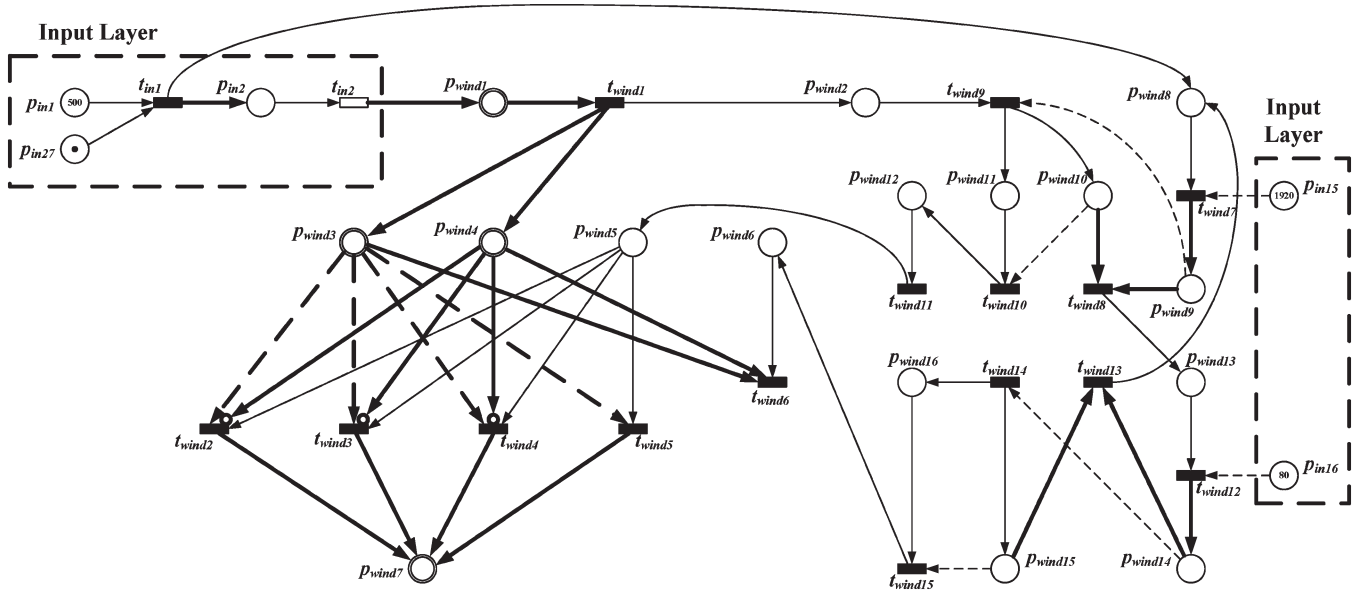 Input Layer
t_in1
p_in2
t_in2
p_wind1
t_wind1
p_wind2
t_wind9
p_wind8
Input
Layer
p_in1
500
p_in27
p_wind12
p_wind11
p_wind10
1920
p_in15
t_wind7
p_wind3
p_wind4
p_wind5
p_wind6
t_wind11
t_wind10
t_wind8
p_wind9
p_wind16
t_wind14
t_wind13
p_wind13
t_wind6
t_wind2
t_wind3
t_wind4
t_wind5
80
p_in16
t_wind12
p_wind7
t_wind15
p_wind15
p_wind14